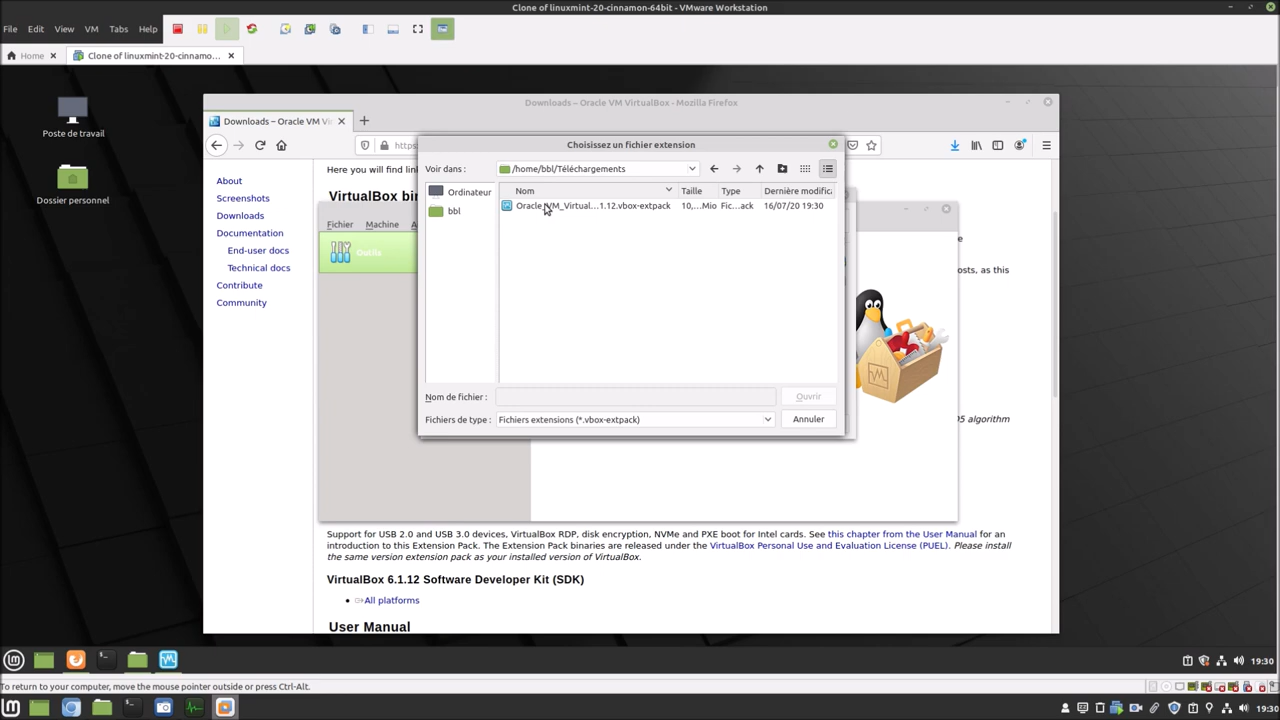 Clone of linuxmint-20-cinnamon-64bit - VMware Workstation
File Edit View VM Tabs Help
Home Clone of linuxmint-20-cinnamo...
Poste de travail
Dossier personnel
Downloads – Oracle VM VirtualBox - Mozilla Firefox
Downloads – Oracle VM Vi
https
Here you will find lin
VirtualBox bin
About
Screenshots
Downloads
Documentation
End-user docs
Technical docs
Contribute
Community
Fichier Machine
Outils
Choisissez un fichier extension
Voir dans : /home/bbl/Téléchargements
Ordinateur
bbl
Nom Taille Type Dernière modifica
Oracle_VM_Virtual...1.12.vbox-extpack 10,...Mio Fic...ack 16/07/20 19:30
Nom de fichier : Ouvrir
Fichiers de type : Fichiers extensions (*.vbox-extpack) Annuler
osts, as this
algorithm
Support for USB 2.0 and USB 3.0 devices, VirtualBox RDP, disk encryption, NVMe and PXE boot for Intel cards. See this chapter from the User Manual for an
introduction to this Extension Pack. The Extension Pack binaries are released under the VirtualBox Personal Use and Evaluation License (PUEL). Please install
the same version extension pack as your installed version of VirtualBox.
VirtualBox 6.1.12 Software Developer Kit (SDK)
All platforms
User Manual
19:30
To return to your computer, move the mouse pointer outside or press Ctrl-Alt.
19:30